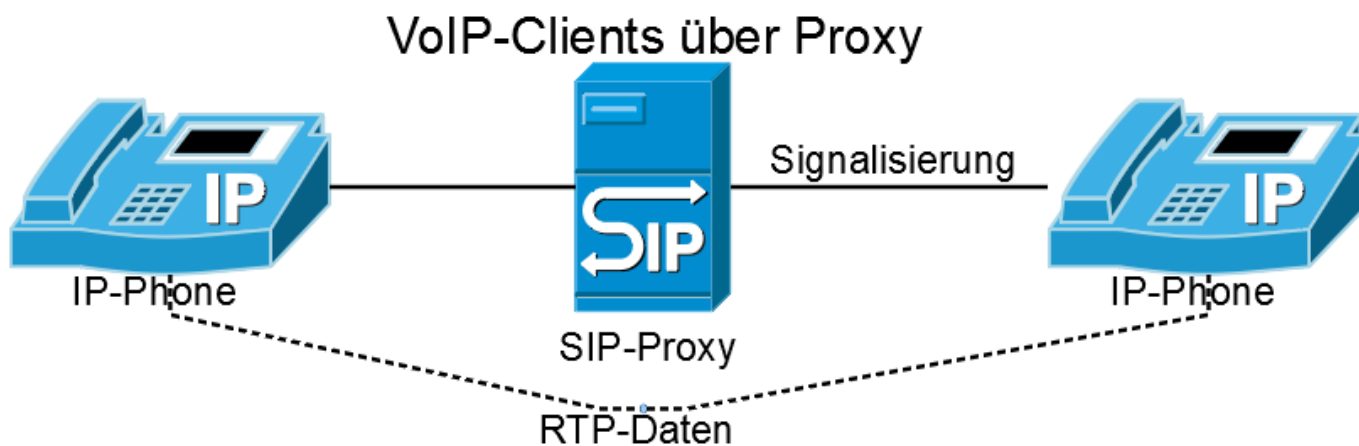 VoIP-Clients über Proxy
Signalisierung
IP
SIP
IP
IP-Phone
IP-Phone
SIP-Proxy
RTP-Daten